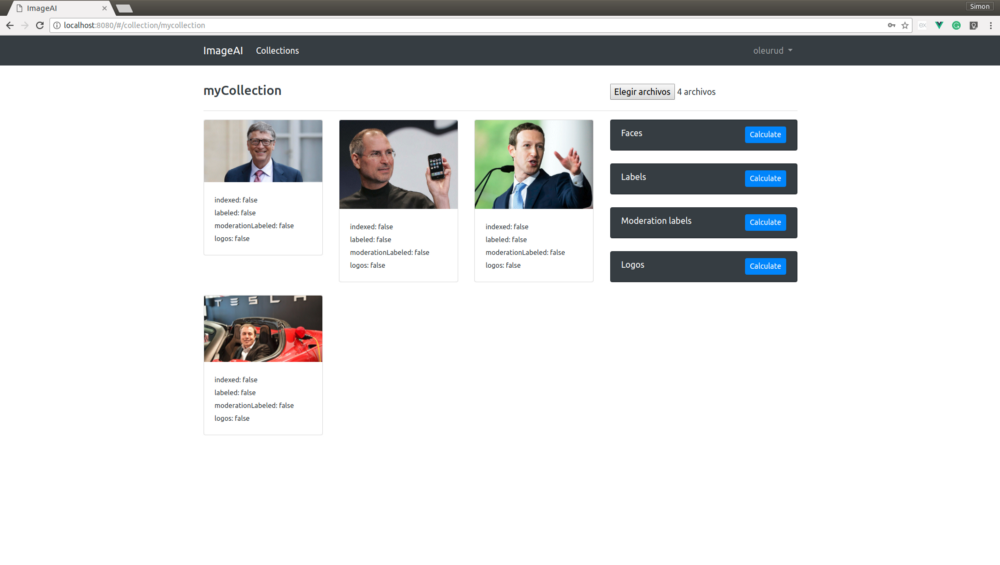 ImageAI
Simon
localhost:8080/#/collection/mycollection
ImageAI Collections oleurud
myCollection
Elegir archivos 4 archivos
indexed: false
labeled: false
moderationLabeled: false
logos: false
indexed: false
labeled: false
moderationLabeled: false
logos: false
indexed: false
labeled: false
moderationLabeled: false
logos: false
Faces Calculate
Labels Calculate
Moderation labels Calculate
Logos Calculate
TESLA
indexed: false
labeled: false
moderationLabeled: false
logos: false